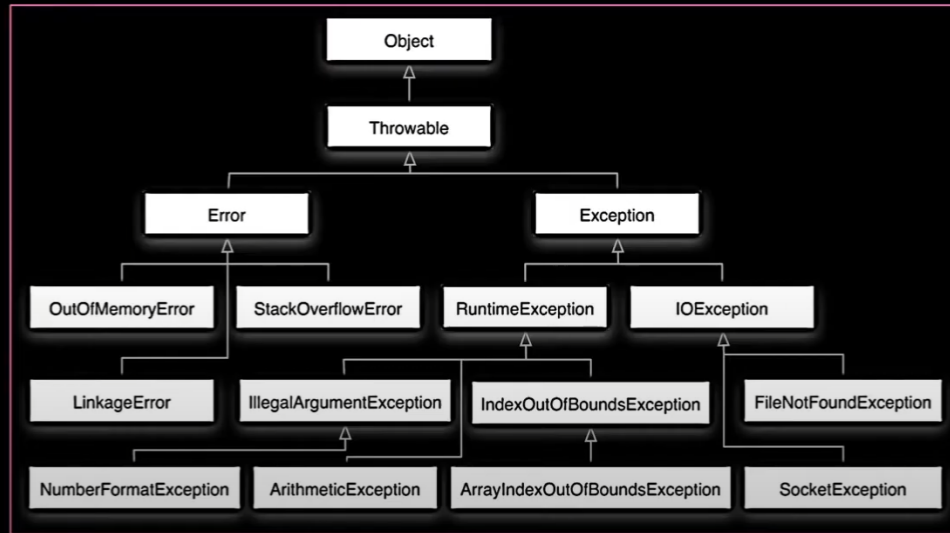 Object
Throwable
Error
Exception
OutOfMemoryError
StackOverflowError
RuntimeException
IOException
LinkageError
IllegalArgumentException
IndexOutOfBoundsException
FileNotFoundException
NumberFormatException
ArithmeticException
ArrayIndexOutOfBoundsException
SocketException